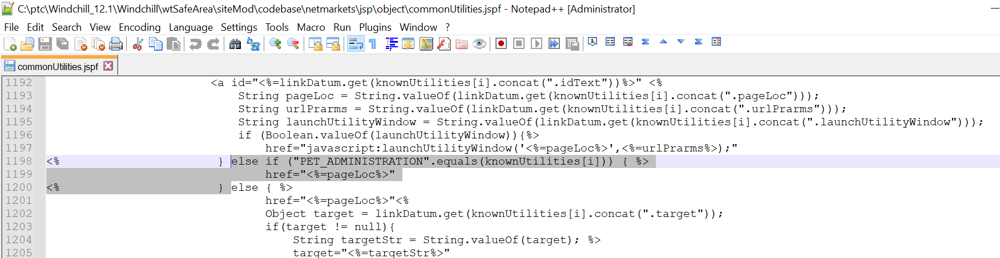 C:\ptc\Windchill_12.1\Windchill\wtSafeArea\siteMod\codebase\netmarkets\jsp\object\commonUtilities.jspf - Notepad++ [Administrator]
File Edit Search View Encoding Language Settings Tools Macro Run Plugins Window ?
commonUtilities.jspf
1192 <a id="<%=linkDatum.get(knownUtilities[i].concat(".idText"))%>" <%
1193 String pageLoc = String.valueOf(linkDatum.get(knownUtilities[i].concat(".pageLoc")));
1194 String urlPrarms = String.valueOf(linkDatum.get(knownUtilities[i].concat(".urlPrarms")));
1195 String launchUtilityWindow = String.valueOf(linkDatum.get(knownUtilities[i].concat(".launchUtilityWindow")));
1196 if (Boolean.valueOf(launchUtilityWindow)){%>
1197 href="javascript:launchUtilityWindow('<%=pageLoc%>',<%=urlPrarms%>);"
1198 <% } else if ("PET_ADMINISTRATION".equals(knownUtilities[i])) { %>
1199 href="<%=pageLoc%>"
1200 <% } else { %>
1201 href="<%=pageLoc%>"<%
1202 Object target = linkDatum.get(knownUtilities[i].concat(".target"));
1203 if(target != null){
1204 String targetStr = String.valueOf(target); %>
1205 target="<%=targetStr%>"